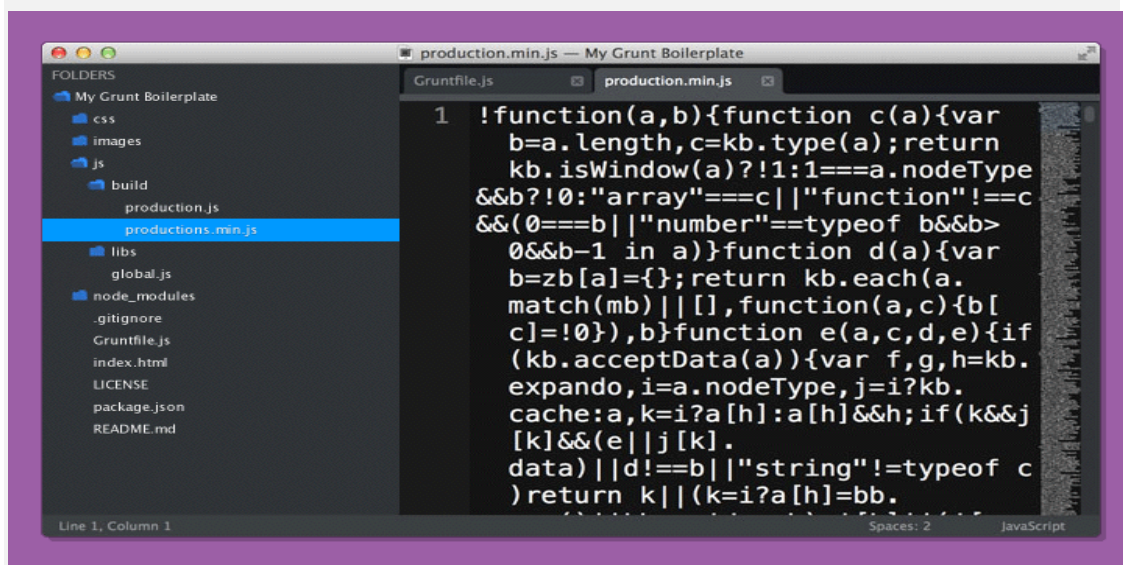 production.min.js — My Grunt Boilerplate
FOLDERS
My Grunt Boilerplate
css
images
js
build
production.js
productions.min.js
libs
global.js
node_modules
.gitignore
Gruntfile.js
index.html
LICENSE
package.json
README.md
Gruntfile.js
production.min.js
1
!function(a,b){function c(a){var
b=a.length,c=kb.type(a);return
kb.isWindow(a)?!1:1===a.nodeType
&&b?!0:"array"===c||"function"!==c
&&(0===b||"number"==typeof b&&b>
0&&b-1 in a)}function d(a){var
b=zb[a]={};return kb.each(a.
match(mb)||[],function(a,c){b[
c]=!0}),b}function e(a,c,d,e){if
(kb.acceptData(a)){var f,g,h=kb.
expando,i=a.nodeType,j=i?kb.
cache:a,k=i?a[h]:a[h]&&h;if(k&&j
[k]&&(e||j[k].
data)||d!==b||"string"!=typeof c
)return k||(k=i?a[h]=bb.
Line 1, Column 1
Spaces: 2
JavaScript